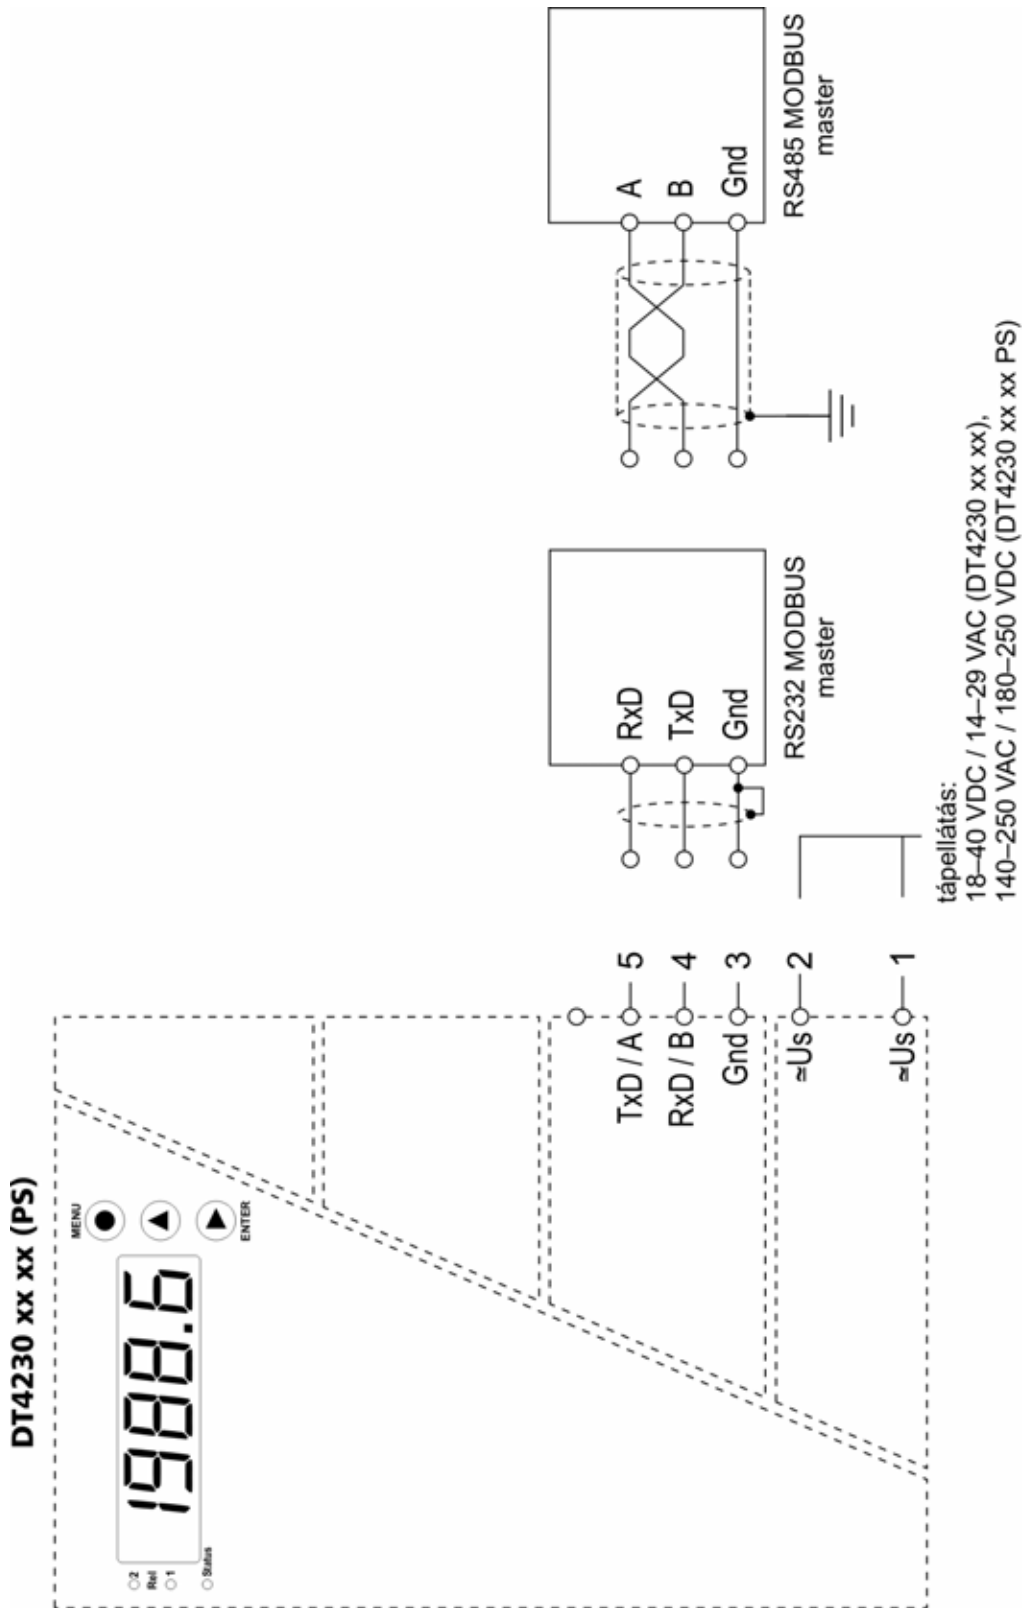 DT4230 xx xx (PS)
2
Rel
1
Status
1988.6
MENU
ENTER
TxD / A
5
RxD / B
4
Gnd
3
≃Us
2
≃Us
1
RxD
TxD
Gnd
RS232 MODBUS
master
A
B
Gnd
RS485 MODBUS
master
tápellátás:
18–40 VDC / 14–29 VAC (DT4230 xx xx),
140–250 VAC / 180–250 VDC (DT4230 xx xx PS)